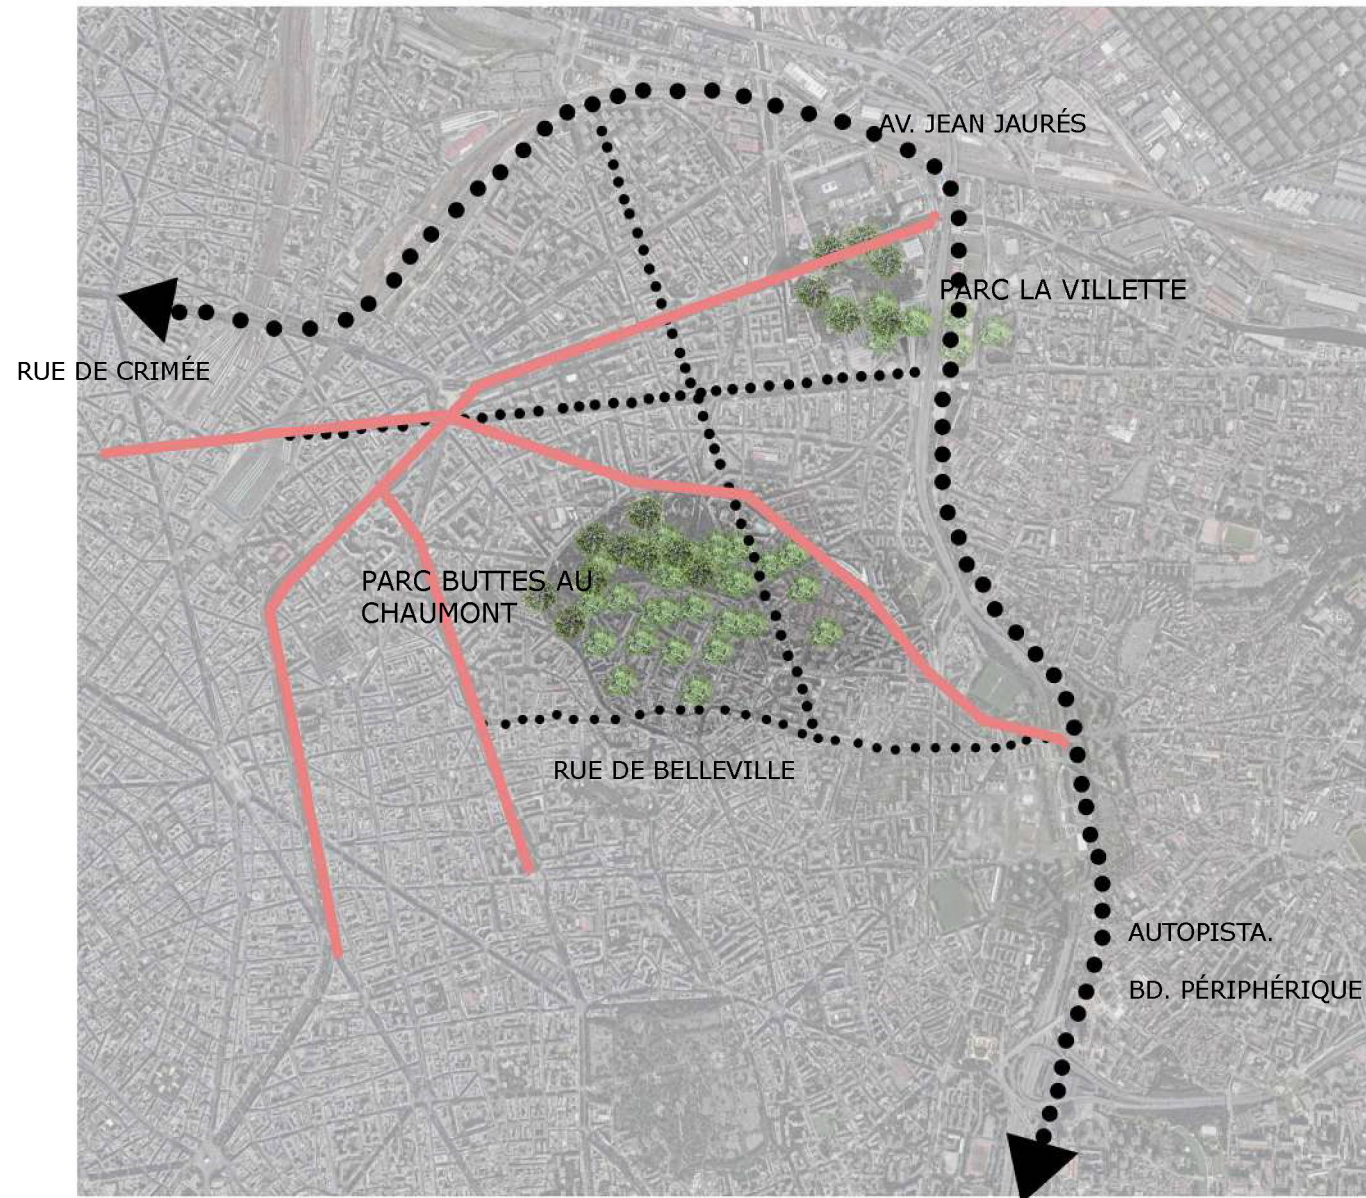 AV. JEAN JAURÉS
PARC LA VILLETTE
RUE DE CRIMÉE
PARC BUTTES AU
CHAUMONT
RUE DE BELLEVILLE
AUTOPISTA.
BD. PÉRIPHÉRIQUE